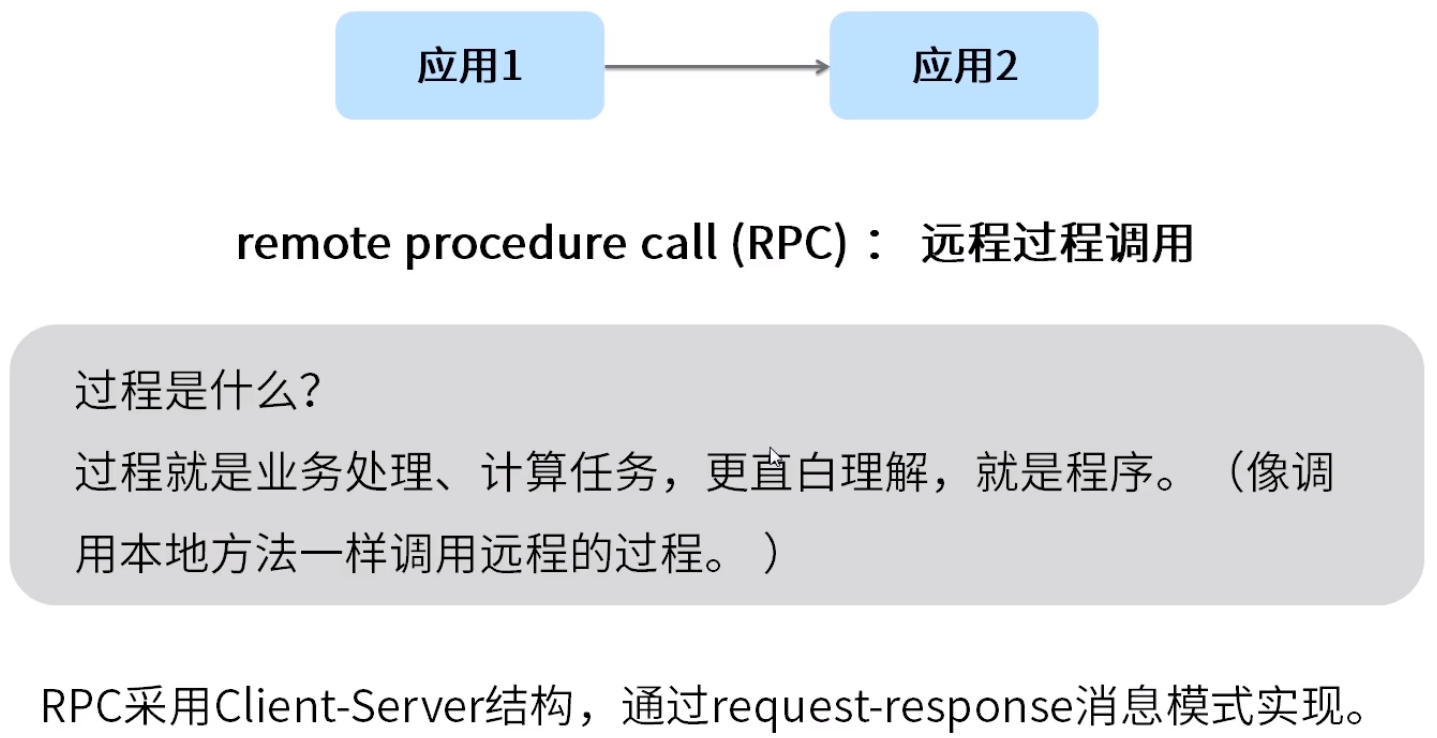 应用1 应用2
remote procedure call (RPC) ： 远程过程调用
过程是什么？
过程就是业务处理、计算任务，更直白理解，就是程序。（像调
用本地方法一样调用远程的过程。 ）
RPC采用Client-Server结构，通过request-response消息模式实现。